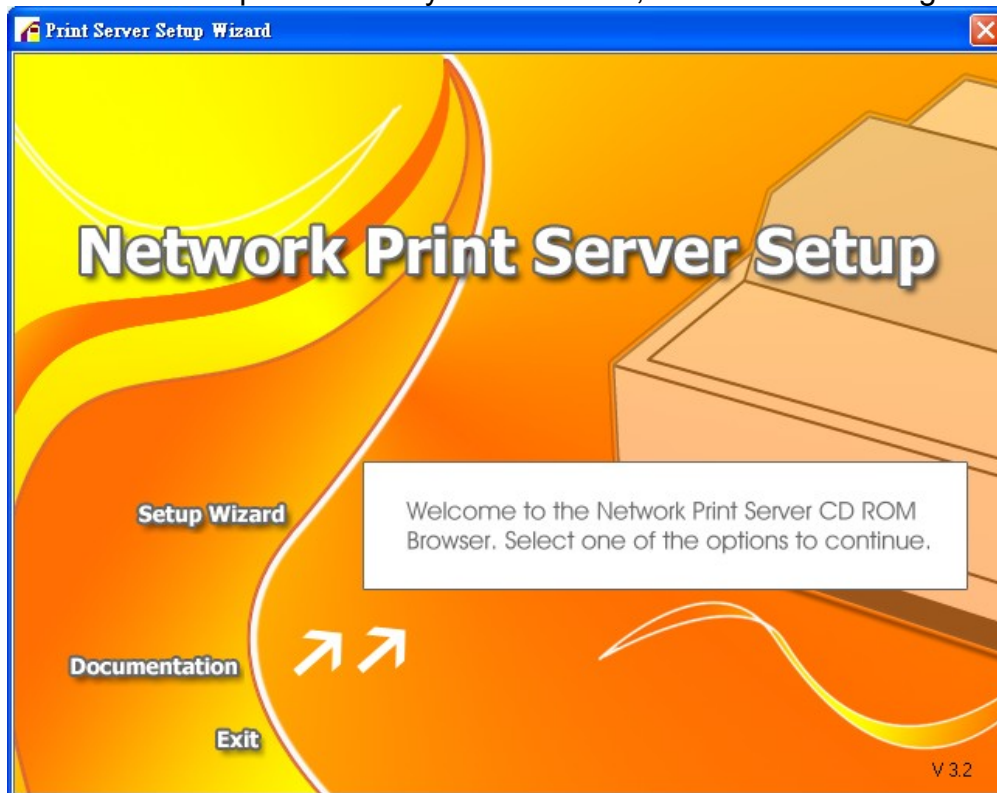 Print Server Setup Wizard
Network Print Server Setup
Setup Wizard
Welcome to the Network Print Server CD ROM
Browser. Select one of the options to continue.
Documentation
Exit
V 3.2